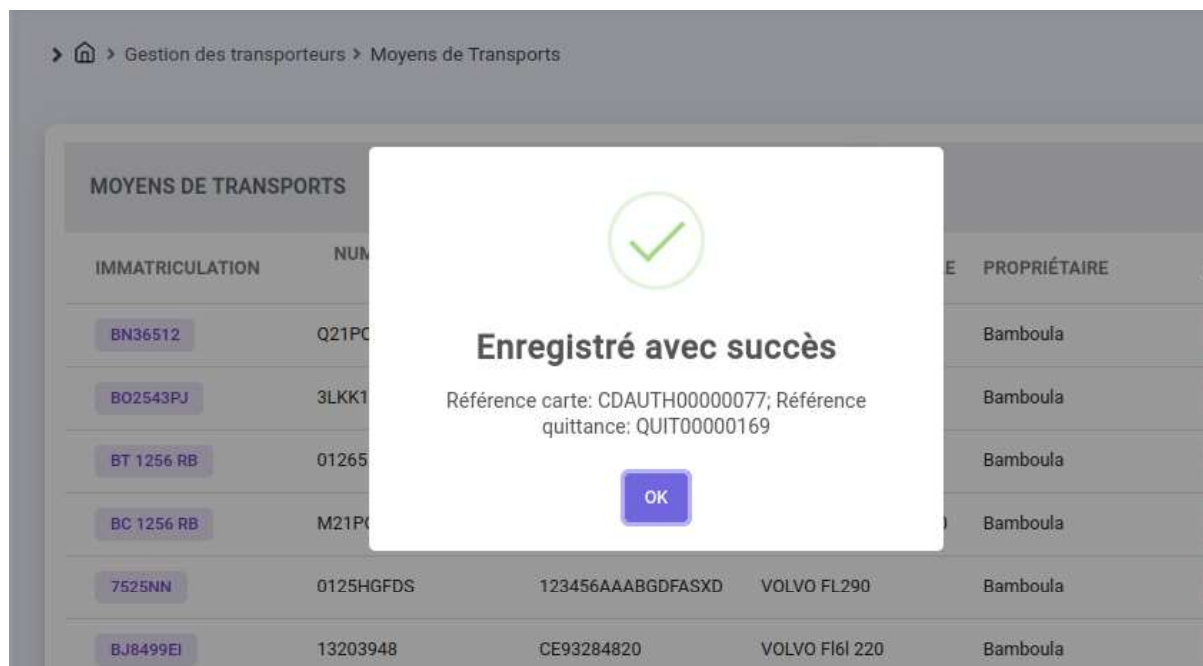 Gestion des transporteurs > Moyens de Transports
MOYENS DE TRANSPORTS
IMMATRICULATION PROPRIÉTAIRE
BN36512 Bamboula
BO2543PJ 3LKK1 Bamboula
BT 1256 RB 01265 Bamboula
BC 1256 RB Bamboula
7525NN 0125HGFDS 123456AAABGDFASXD VOLVO FL290 Bamboula
BJ8499EI 13203948 CE93284820 VOLVO Fl6l 220 Bamboula
Enregistré avec succès
Référence carte: CDAUTH00000077; Référence
quittance: QUIT00000169
OK